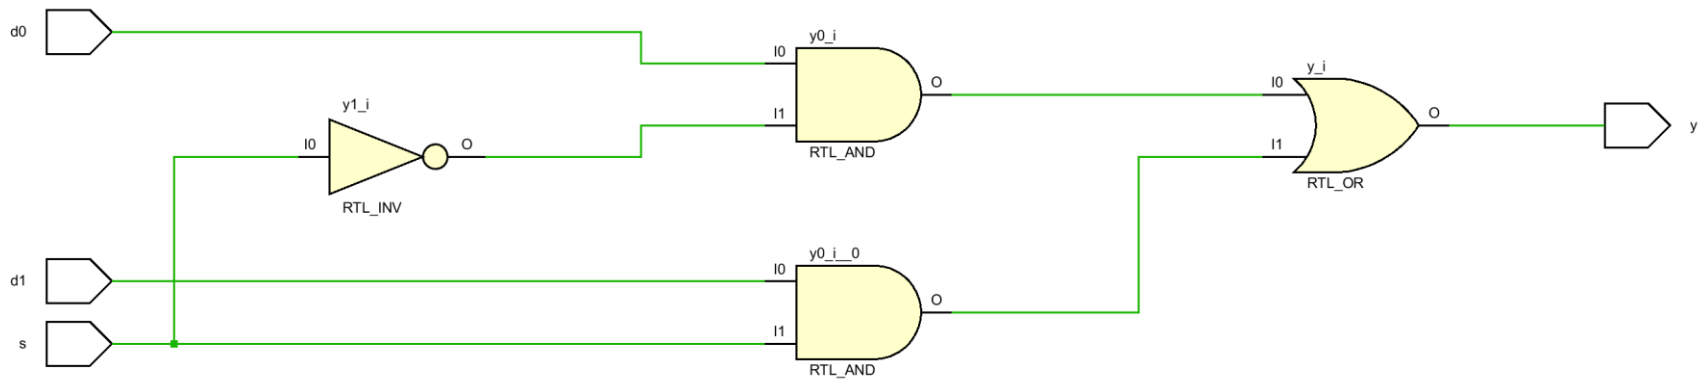 d0
y0_i
I0
I1
O
RTL_AND
y1_i
I0
O
RTL_INV
y_i
I0
I1
O
RTL_OR
y
d1
s
y0_i__0
I0
I1
O
RTL_AND